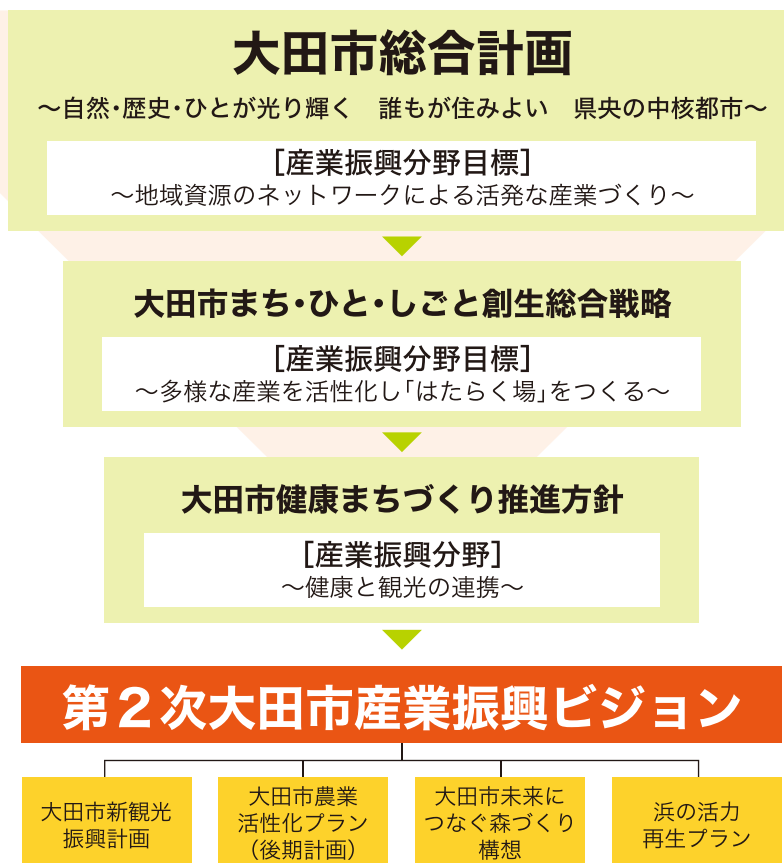 大田市総合計画
～自然・歴史・ひとが光り輝く　誰もが住みよい　県央の中核都市～
［産業振興分野目標］
～地域資源のネットワークによる活発な産業づくり～
大田市まち・ひと・しごと創生総合戦略
［産業振興分野目標］
～多様な産業を活性化し「はたらく場」をつくる～
大田市健康まちづくり推進方針
［産業振興分野］
～健康と観光の連携～
第２次大田市産業振興ビジョン
大田市新観光
振興計画
大田市農業
活性化プラン
（後期計画）
大田市未来に
つなぐ森づくり
構想
浜の活力
再生プラン